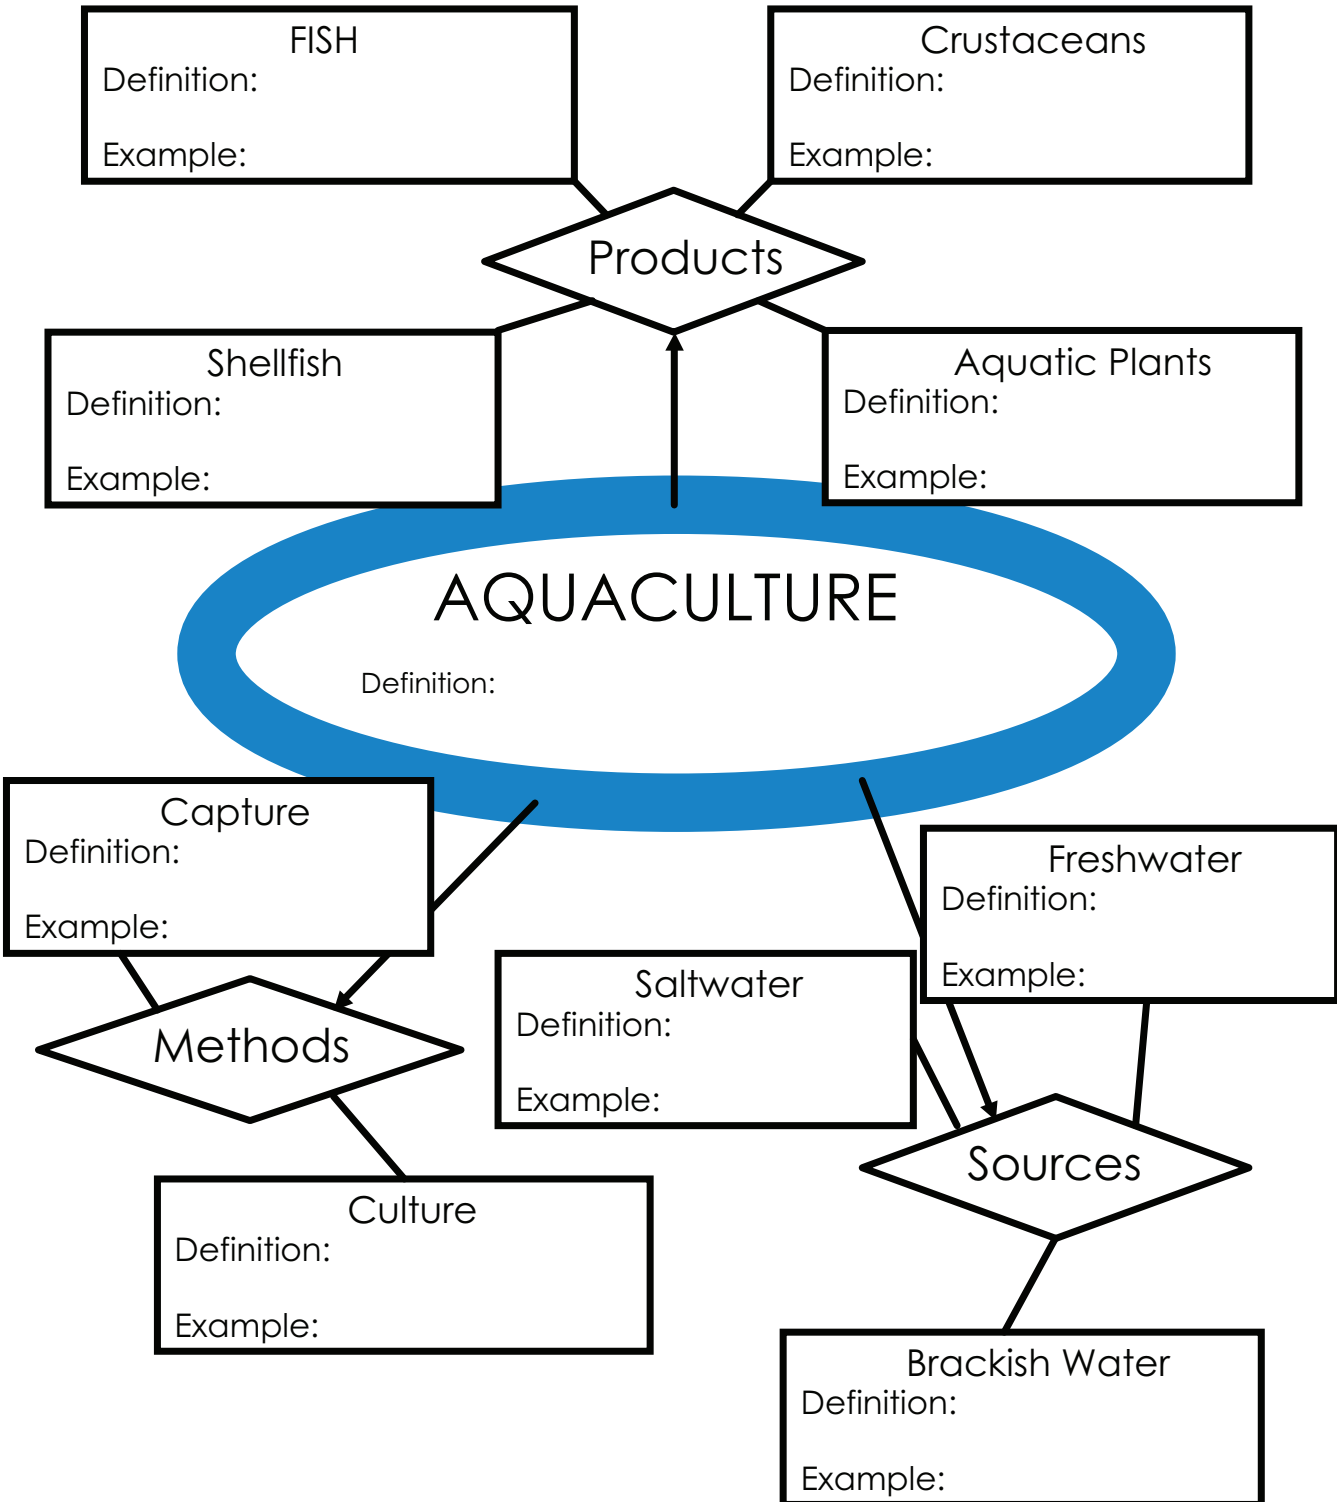 FISH
Definition:
Example:
Crustaceans
Definition:
Example:
Products
Shellfish
Definition:
Example:
Aquatic Plants
Definition:
Example:
AQUACULTURE
Definition:
Capture
Definition:
Example:
Freshwater
Definition:
Example:
Saltwater
Definition:
Example:
Methods
Sources
Culture
Definition:
Example:
Brackish Water
Definition:
Example: